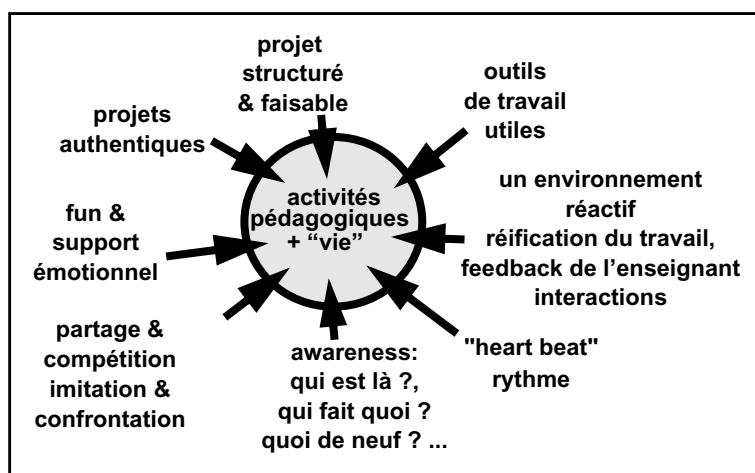 projet
structuré
& faisable
outils
de travail
utiles
projets
authentiques
activités
pédagogiques
+ “vie”
un environnement
réactif
réification du travail,
feedback de l’enseignant
interactions
fun &
support
émotionnel
partage &
compétition
imitation &
confrontation
awareness:
qui est là ?,
qui fait quoi ?
quoi de neuf ? ...
"heart beat"
rythme